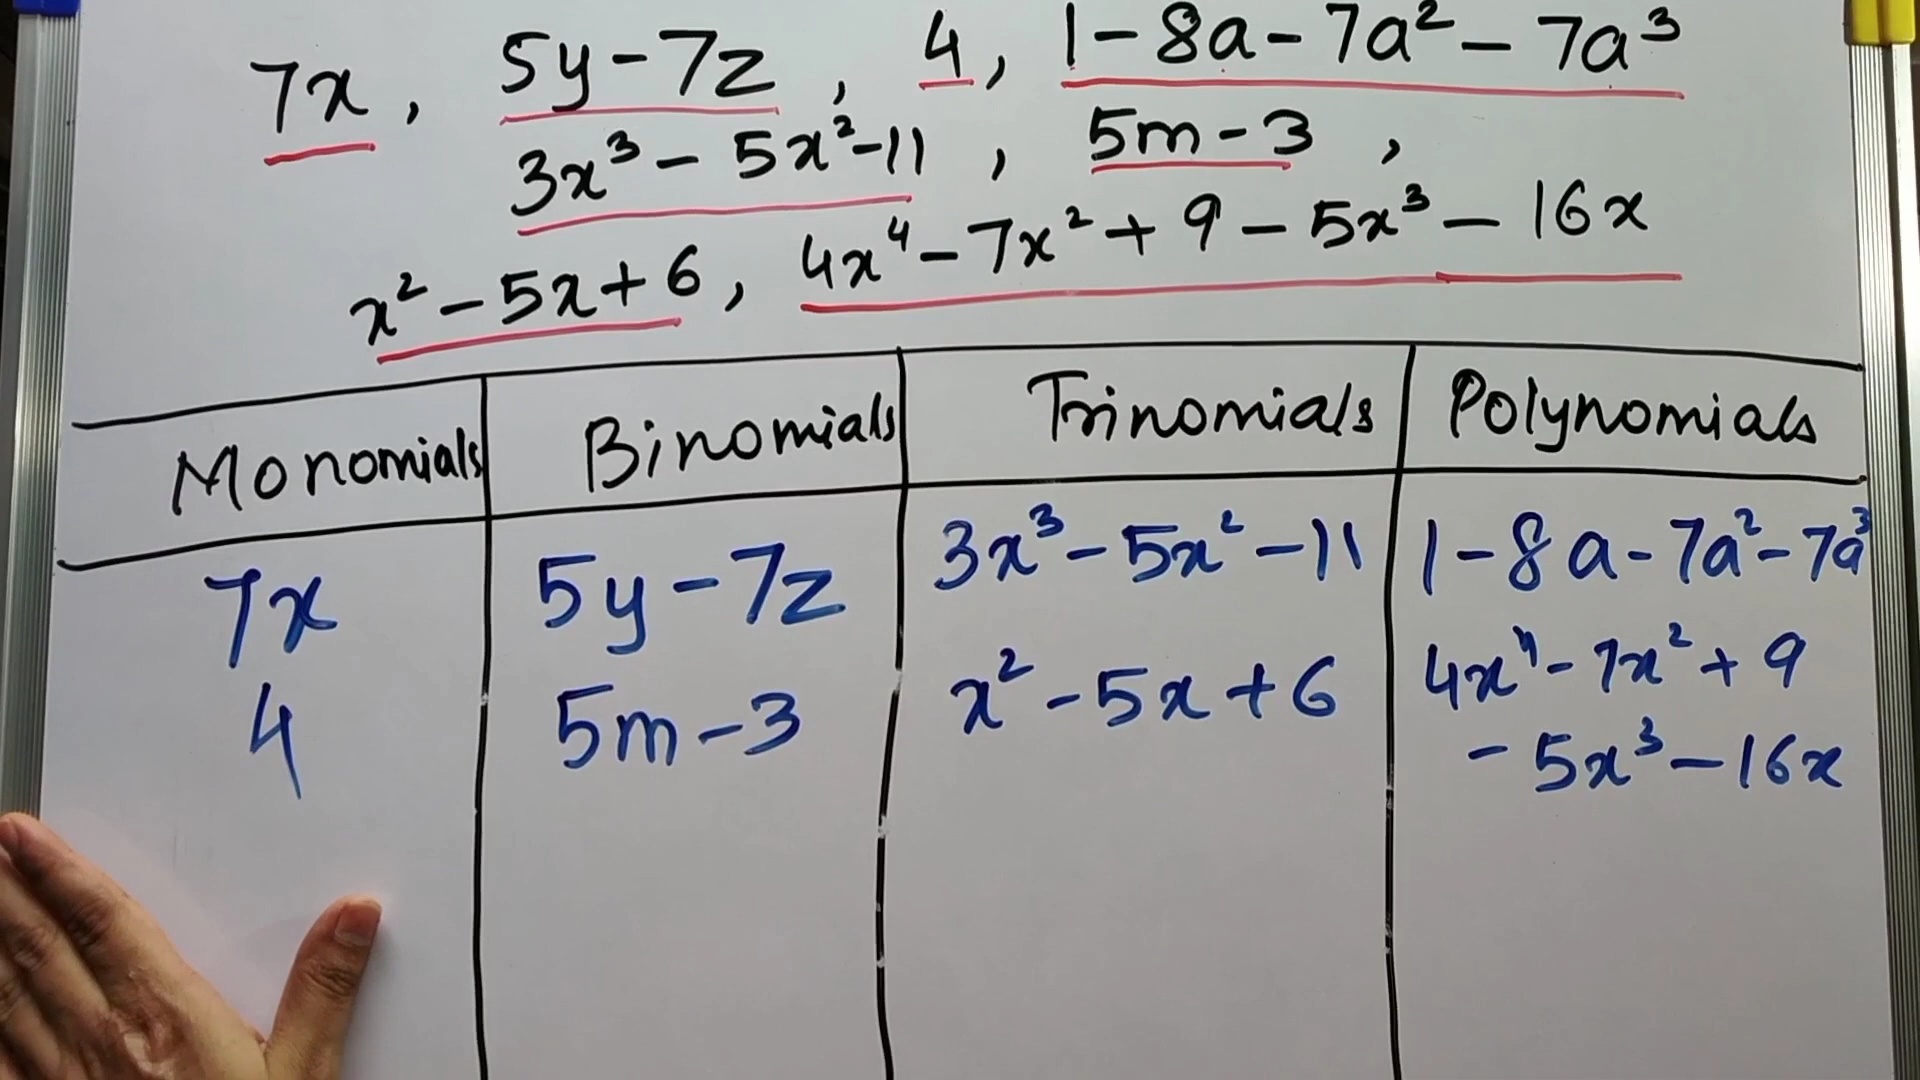 7x, 5y-7z, 4, 1-8a-7a²-7a³
3x³-5x²-11, 5m-3,
x²-5x+6, 4x⁴-7x²+9-5x³-16x
Monomials Binomials Trinomials Polynomials
7x 5y-7z 3x³-5x²-11 1-8a-7a²-7a³
4 5m-3 x²-5x+6 4x⁴-7x²+9
-5x³-16x